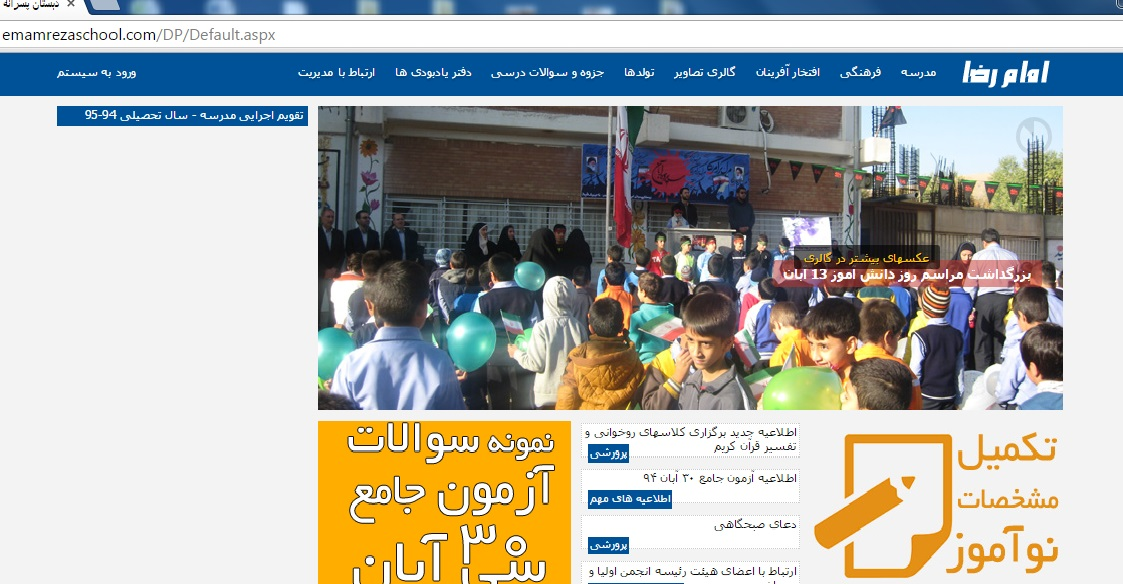 دبستان پسرانه
emamrezaschool.com/DP/Default.aspx
امام رضا
مدرسه فرهنگی افتخار آفرینان گالری تصاویر تولدها جزوه و سوالات درسی دفتر یادبودی ها ارتباط با مدیریت ورود به سیستم
تقویم اجرایی مدرسه - سال تحصیلی 94-95
عکسهای بیشتر در گالری
بزرگداشت مراسم روز دانش آموز 13 آبان
تکمیل
مشخصات
نوآموز
اطلاعیه جدید برگزاری کلاسهای روخوانی و
تفسیر قرآن کریم
پرورشی
اطلاعیه آزمون جامع ۳۰ آبان ۹۴
اطلاعیه های مهم
دعای صبحگاهی
پرورشی
ارتباط با اعضای هیئت رئیسه انجمن اولیا و
نمونه سوالات
آزمون جامع
۳۰
سی آبان